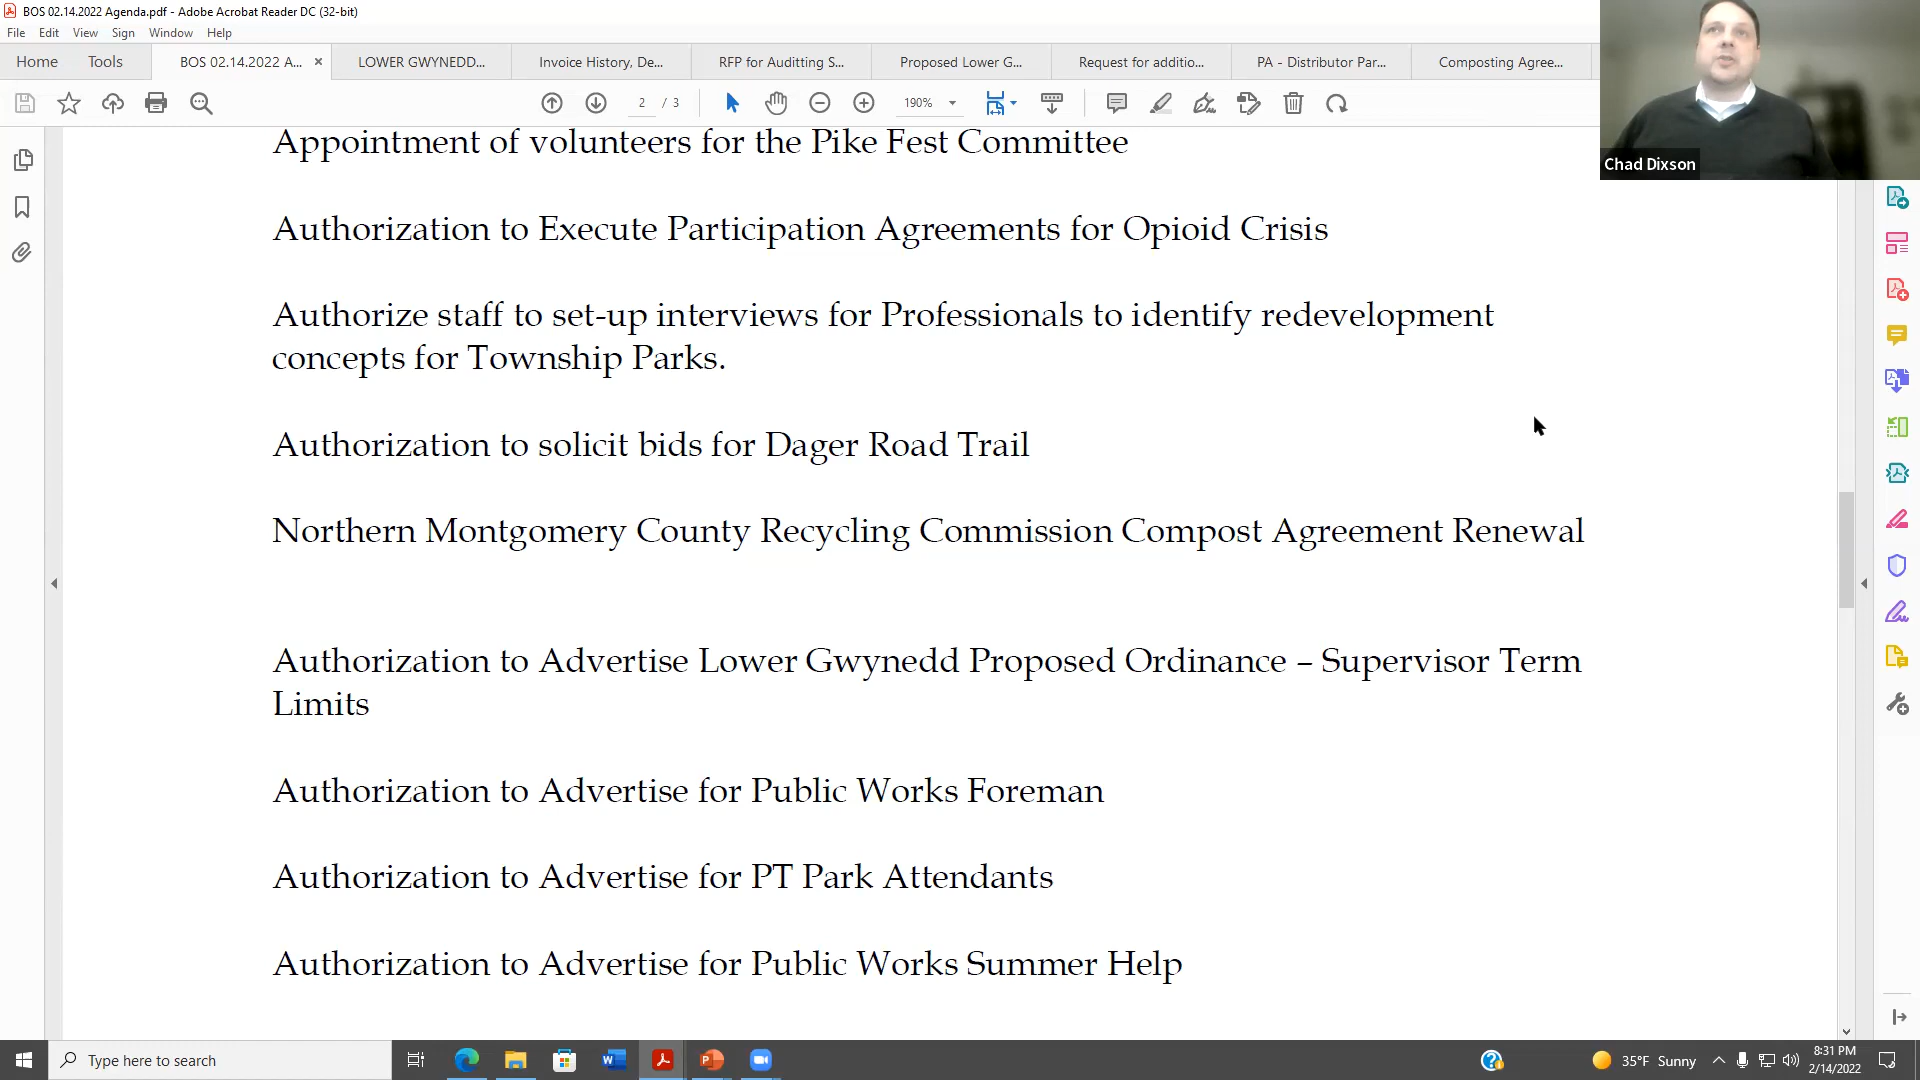 BOS 02.14.2022 Agenda.pdf - Adobe Acrobat Reader DC (32-bit)
File Edit View Sign Window Help
Home Tools BOS 02.14.2022 A... × LOWER GWYNEDD... Invoice History, De... RFP for Auditting S... Proposed Lower G... Request for additio... PA - Distributor Par... Composting Agree...
2 / 3 190%
Chad Dixson
Appointment of volunteers for the Pike Fest Committee
Authorization to Execute Participation Agreements for Opioid Crisis
Authorize staff to set-up interviews for Professionals to identify redevelopment
concepts for Township Parks.
Authorization to solicit bids for Dager Road Trail
Northern Montgomery County Recycling Commission Compost Agreement Renewal
Authorization to Advertise Lower Gwynedd Proposed Ordinance – Supervisor Term
Limits
Authorization to Advertise for Public Works Foreman
Authorization to Advertise for PT Park Attendants
Authorization to Advertise for Public Works Summer Help
Type here to search
35°F Sunny
8:31 PM
2/14/2022